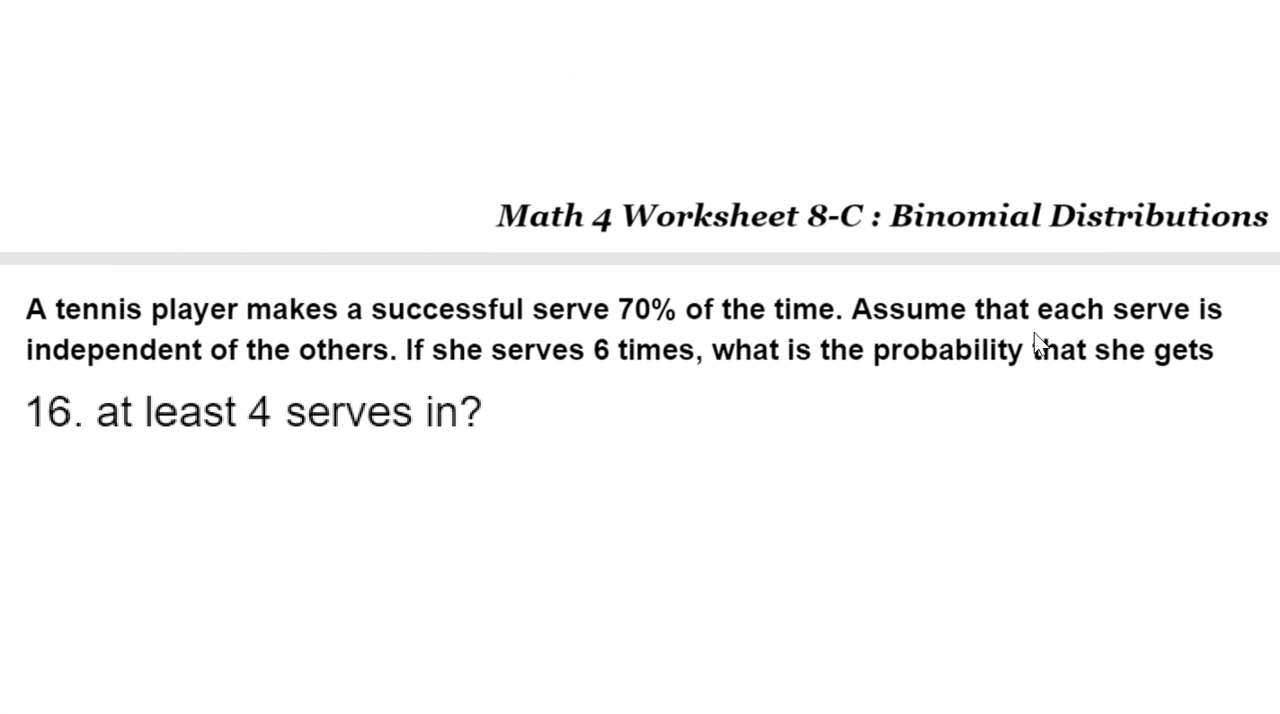 Math 4 Worksheet 8-C : Binomial Distributions
A tennis player makes a successful serve 70% of the time. Assume that each serve is
independent of the others. If she serves 6 times, what is the probability that she gets
16. at least 4 serves in?